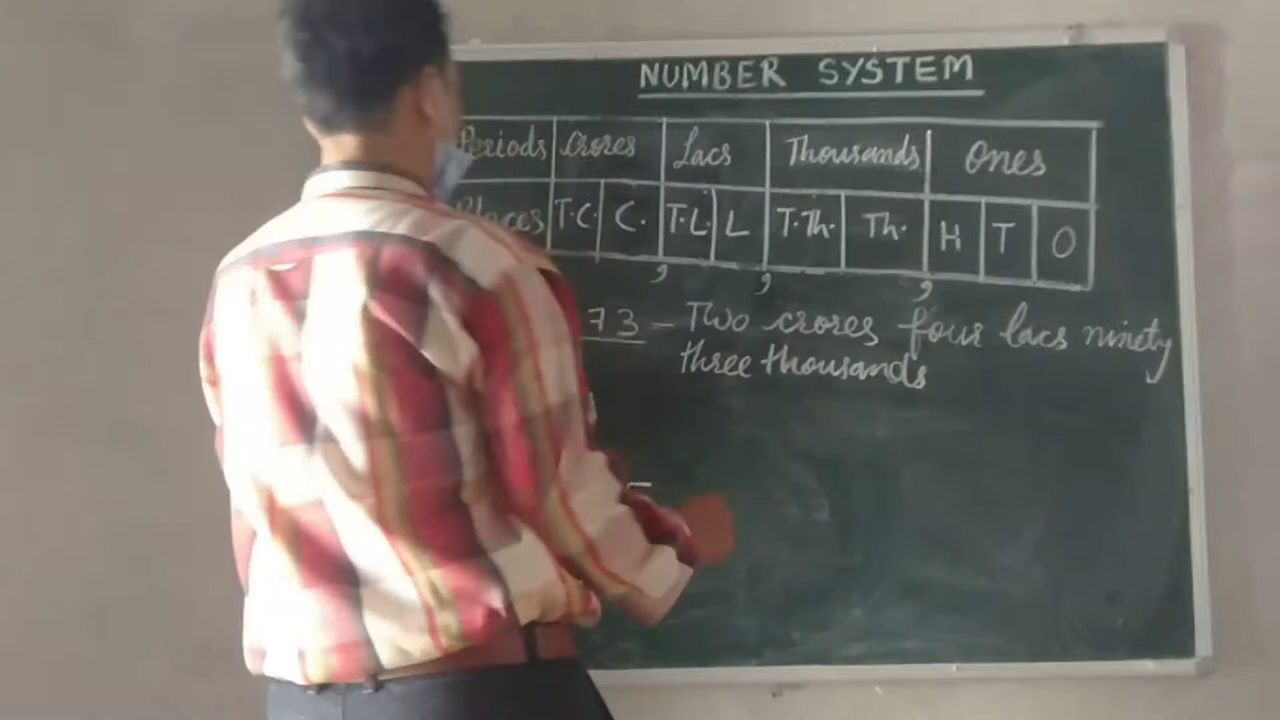 NUMBER SYSTEM
Periods Crores Lacs Thousands Ones
Places T.C. C. T.L. L T.Th. Th. H T O
, , ,
73 – Two crores four lacs ninety
three thousands